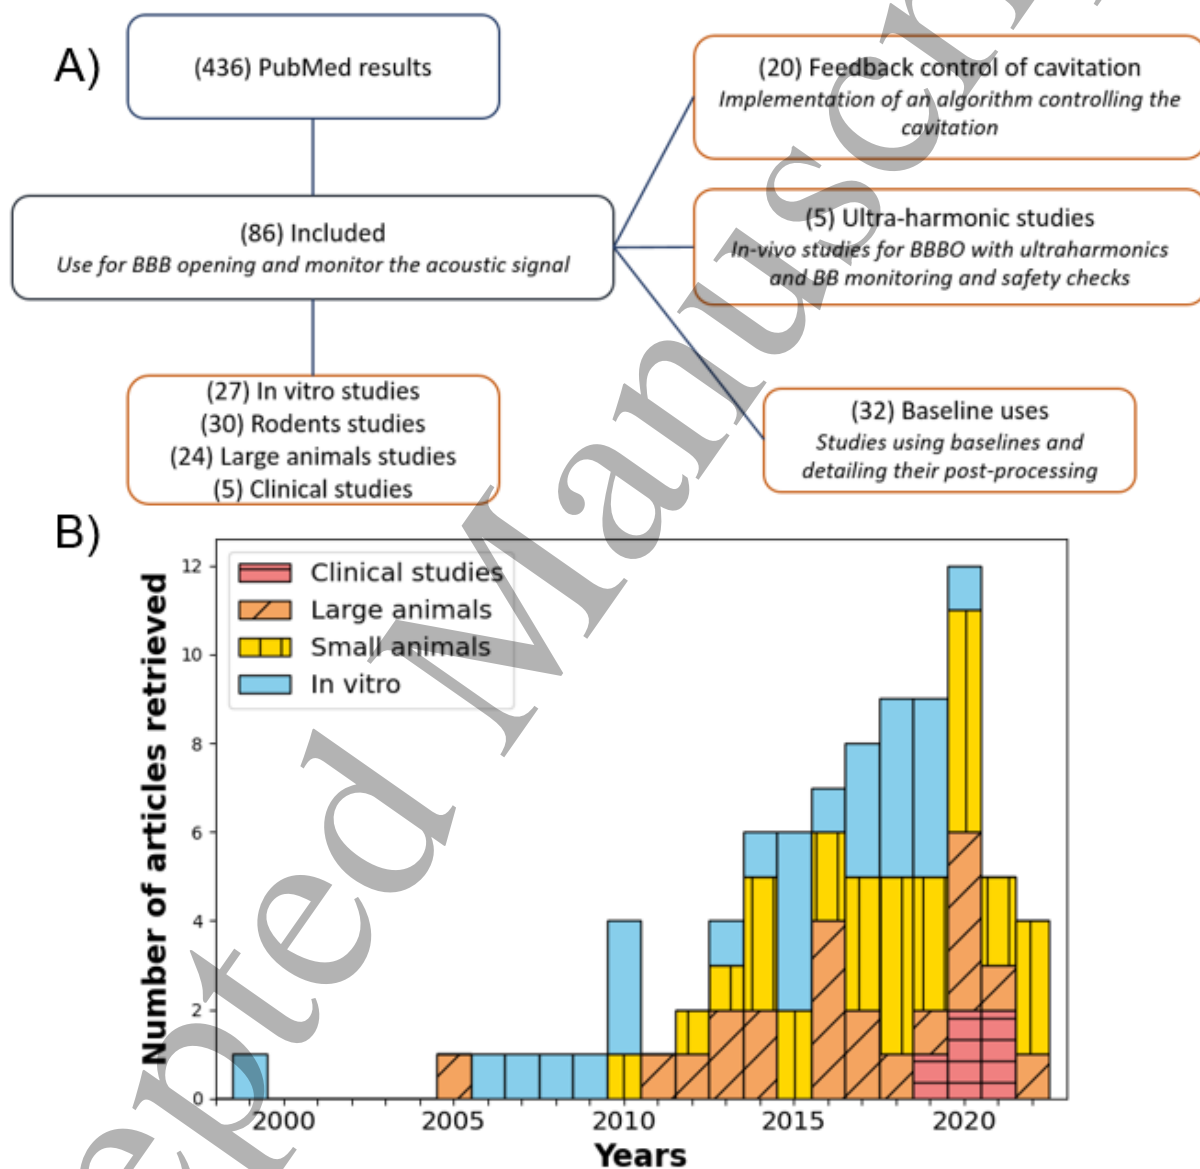 A)
(436) PubMed results
(86) Included
Use for BBB opening and monitor the acoustic signal
(27) In vitro studies
(30) Rodents studies
(24) Large animals studies
(5) Clinical studies
(20) Feedback control of cavitation
Implementation of an algorithm controlling the
cavitation
(5) Ultra-harmonic studies
In-vivo studies for BBBO with ultraharmonics
and BB monitoring and safety checks
(32) Baseline uses
Studies using baselines and
detailing their post-processing
B)
Number of articles retrieved
12
10
8
6
4
2
0
Clinical studies
Large animals
Small animals
In vitro
2000
2005
2010
2015
2020
Years
epted Manuscri